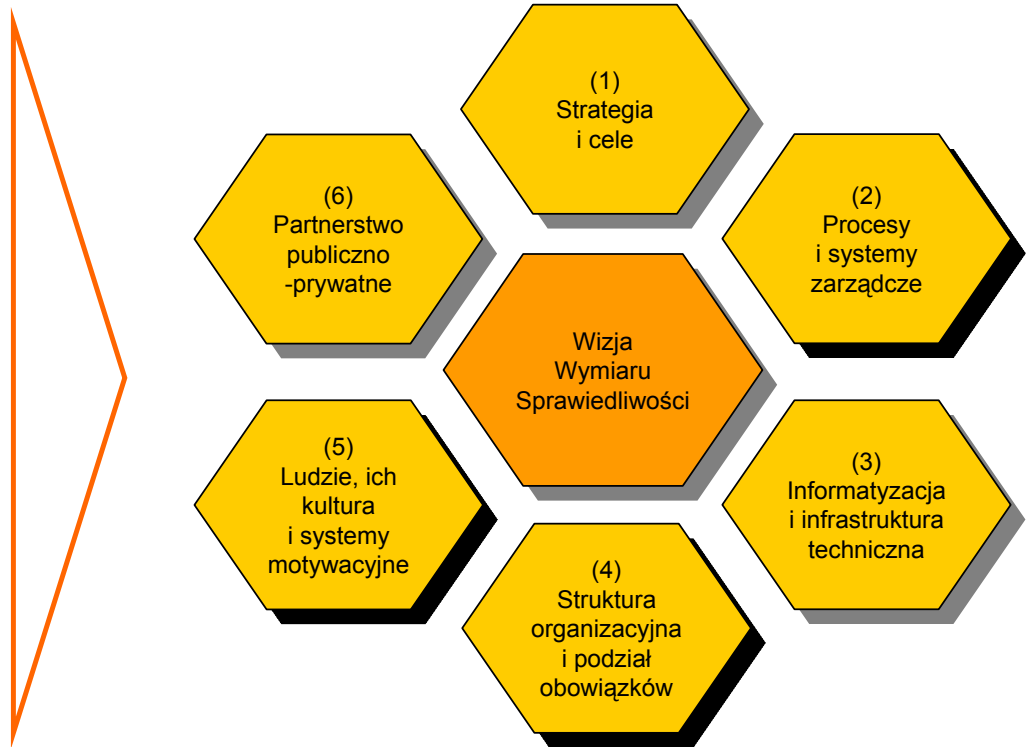 (1)
Strategia
i cele
(2)
Procesy
i systemy
zarządcze
(3)
Informatyzacja
i infrastruktura
techniczna
(4)
Struktura
organizacyjna
i podział
obowiązków
(5)
Ludzie, ich
kultura
i systemy
motywacyjne
(6)
Partnerstwo
publiczno
-prywatne
Wizja
Wymiaru
Sprawiedliwości